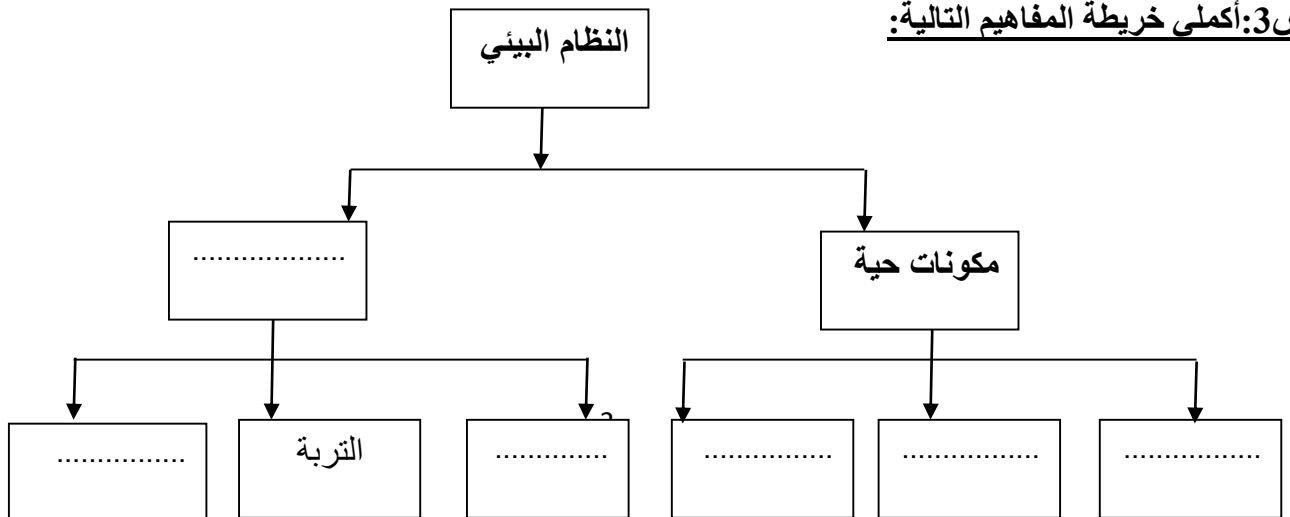 س3:أكملي خريطة المفاهيم التالية:
النظام البيئي
مكونات حية
..................
.................
.................
................
.............
التربة
................